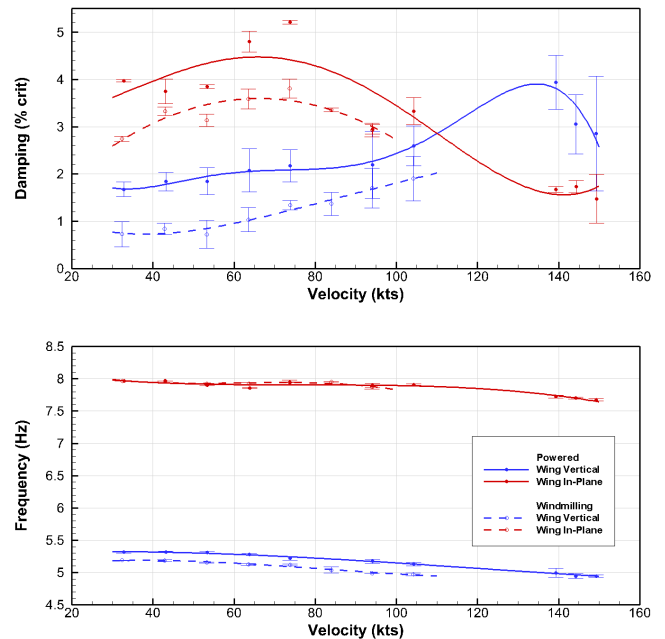 5
4
3
2
1
0
Damping (% crit)
20 40 60 80 100 120 140 160
Velocity (kts)
8.5
8
7.5
7
6.5
6
5.5
5
4.5
Frequency (Hz)
Powered
Wing Vertical
Wing In-Plane
Windmilling
Wing Vertical
Wing In-Plane
20 40 60 80 100 120 140 160
Velocity (kts)